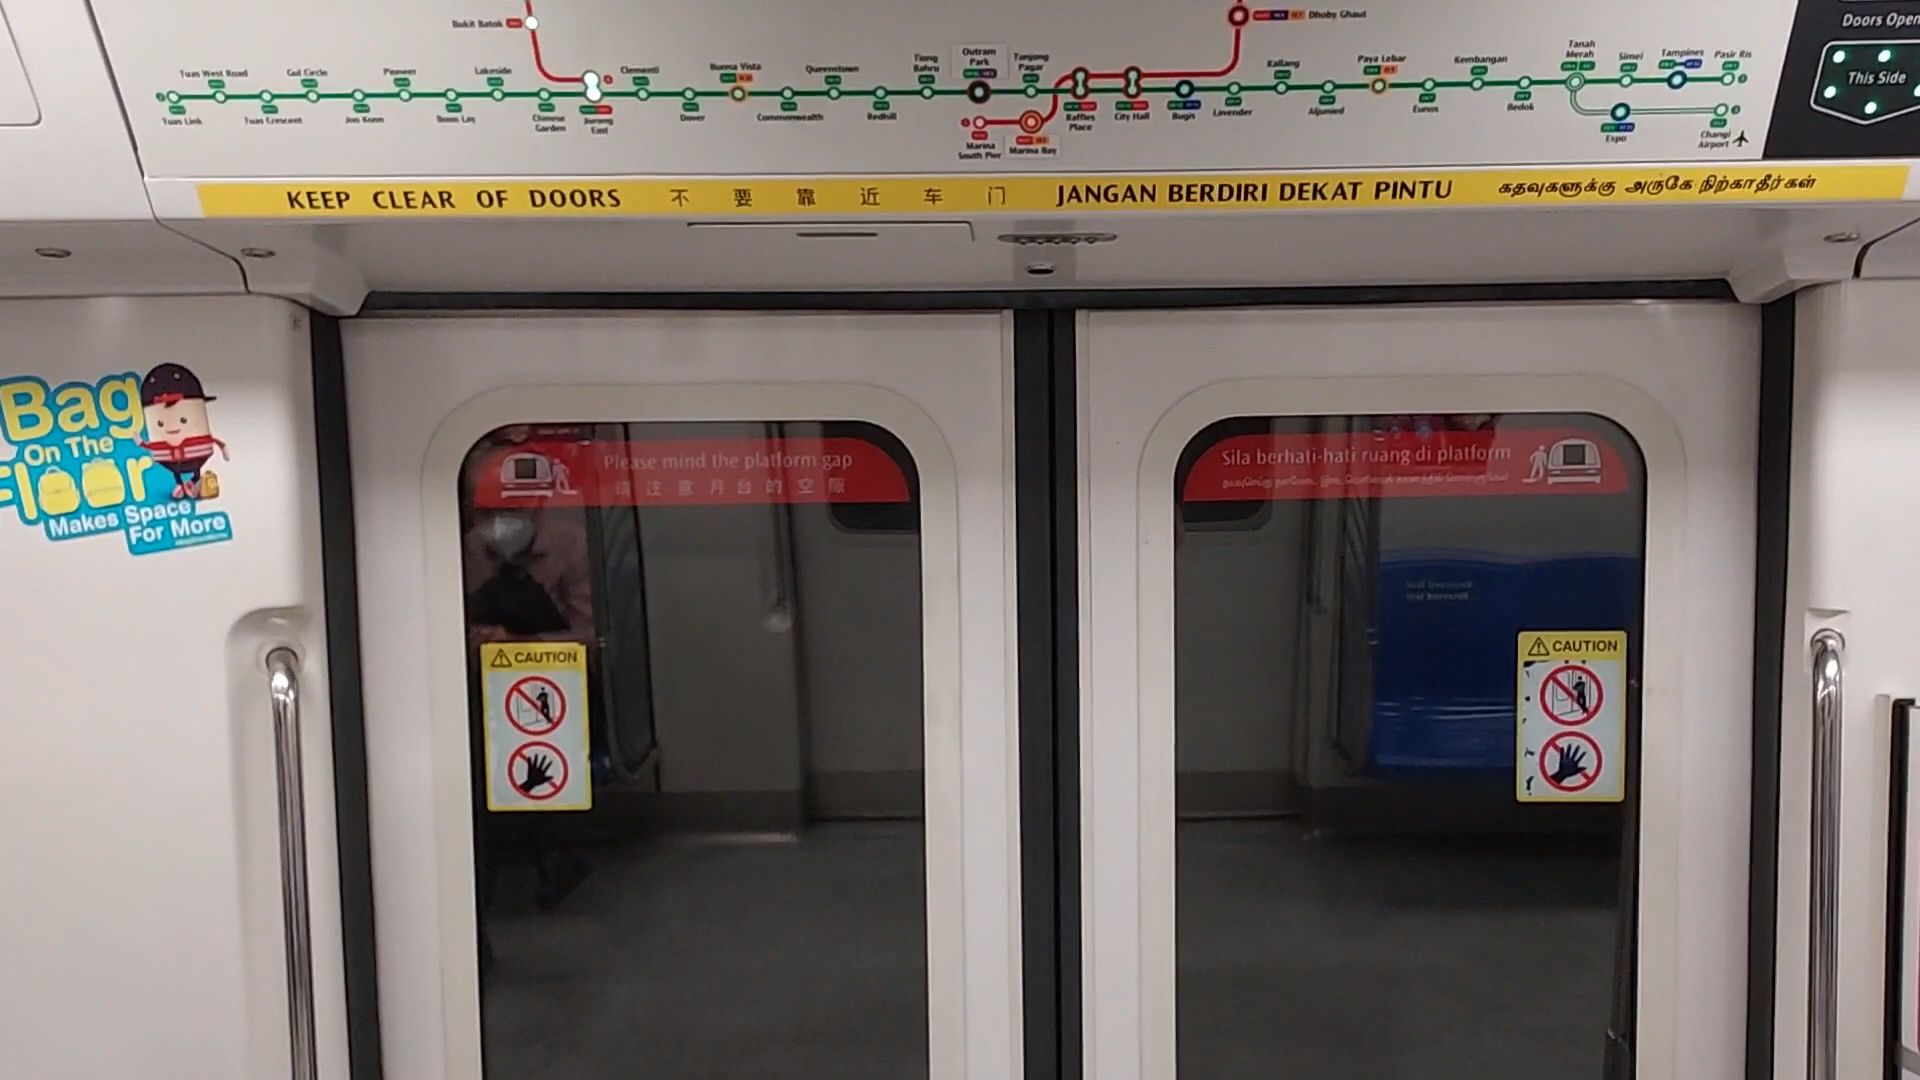 Bukit Batok
Dhoby Ghaut
Doors Open
This Side
Tuas West Road
Gul Circle
Pioneer
Lakeside
Clementi
Buona Vista
Queenstown
Tiong Bahru
Outram Park
Tanjong Pagar
Kallang
Paya Lebar
Kembangan
Tanah Merah
Simei
Tampines
Pasir Ris
Tuas Link
Tuas Crescent
Joo Koon
Boon Lay
Chinese Garden
Jurong East
Dover
Commonwealth
Redhill
Marina South Pier
Marina Bay
Raffles Place
City Hall
Bugis
Lavender
Aljunied
Eunos
Bedok
Expo
Changi Airport
KEEP CLEAR OF DOORS 不要靠近车门 JANGAN BERDIRI DEKAT PINTU கதவுகளுக்கு அருகே நிற்காதீர்கள்
Bag
On The
Floor
Makes Space
For More
Please mind the platform gap
请注意月台的空隙
Sila berhati-hati ruang di platform
CAUTION
CAUTION